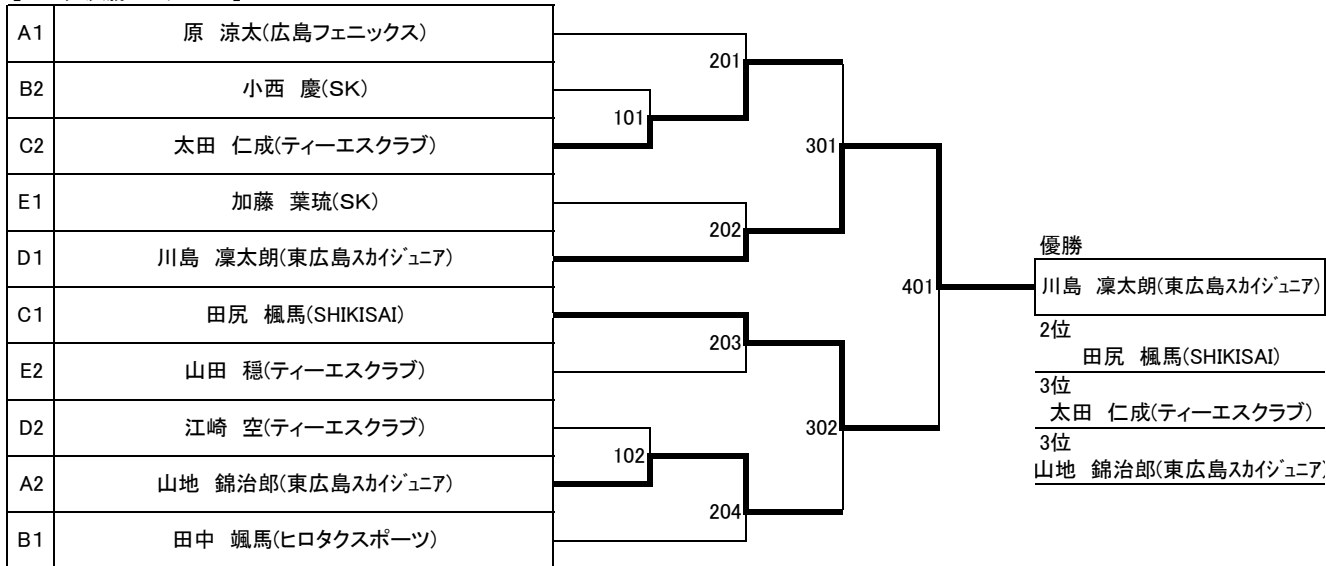 A1 原 涼太(広島フェニックス)
201
B2 小西 慶(SK)
101
C2 太田 仁成(ティーエスクラブ)
301
E1 加藤 葉琉(SK)
202
D1 川島 凜太朗(東広島スカイジュニア)
優勝
401
川島 凜太朗(東広島スカイジュニア)
C1 田尻 楓馬(SHIKISAI)
203
2位
田尻 楓馬(SHIKISAI)
E2 山田 穏(ティーエスクラブ)
3位
太田 仁成(ティーエスクラブ)
D2 江崎 空(ティーエスクラブ)
302
3位
102
山地 錦治郎(東広島スカイジュニア)
A2 山地 錦治郎(東広島スカイジュニア)
204
B1 田中 颯馬(ヒロタクスポーツ)